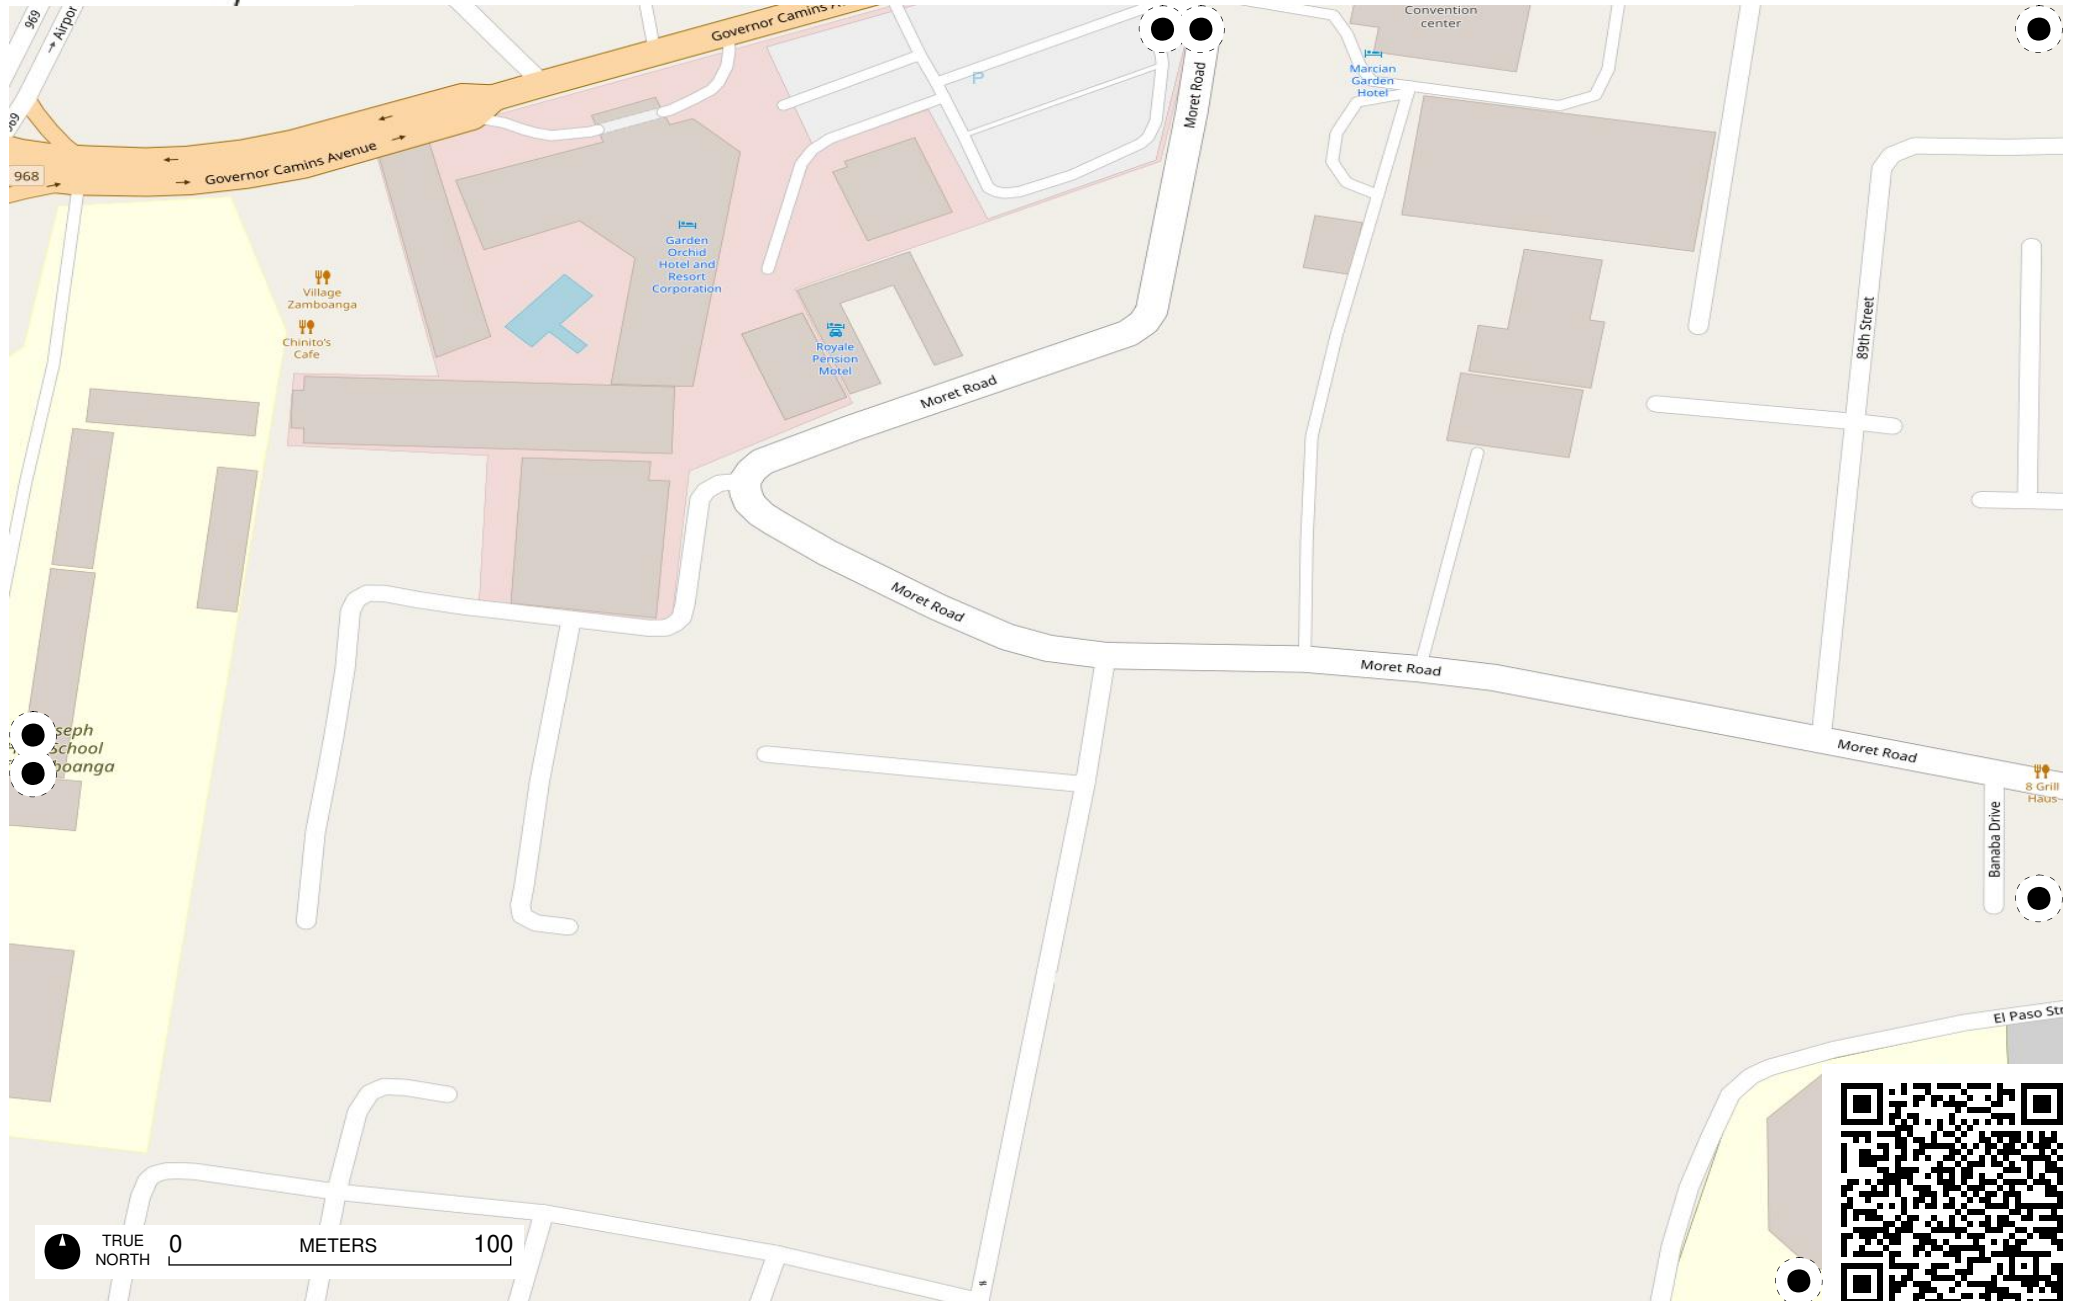 969
Airpor
969
968
Governor Camins Avenue
Governor Camins
P
Convention
center
Marcian
Garden
Hotel
Moret Road
Garden
Orchid
Hotel and
Resort
Corporation
Village
Zamboanga
Chinito's
Cafe
Royale
Pension
Motel
Moret Road
89th Street
Moret Road
Moret Road
Moret Road
seph
School
boanga
8 Grill
Haus
Banaba Drive
El Paso Str
TRUE
NORTH
0 METERS 100